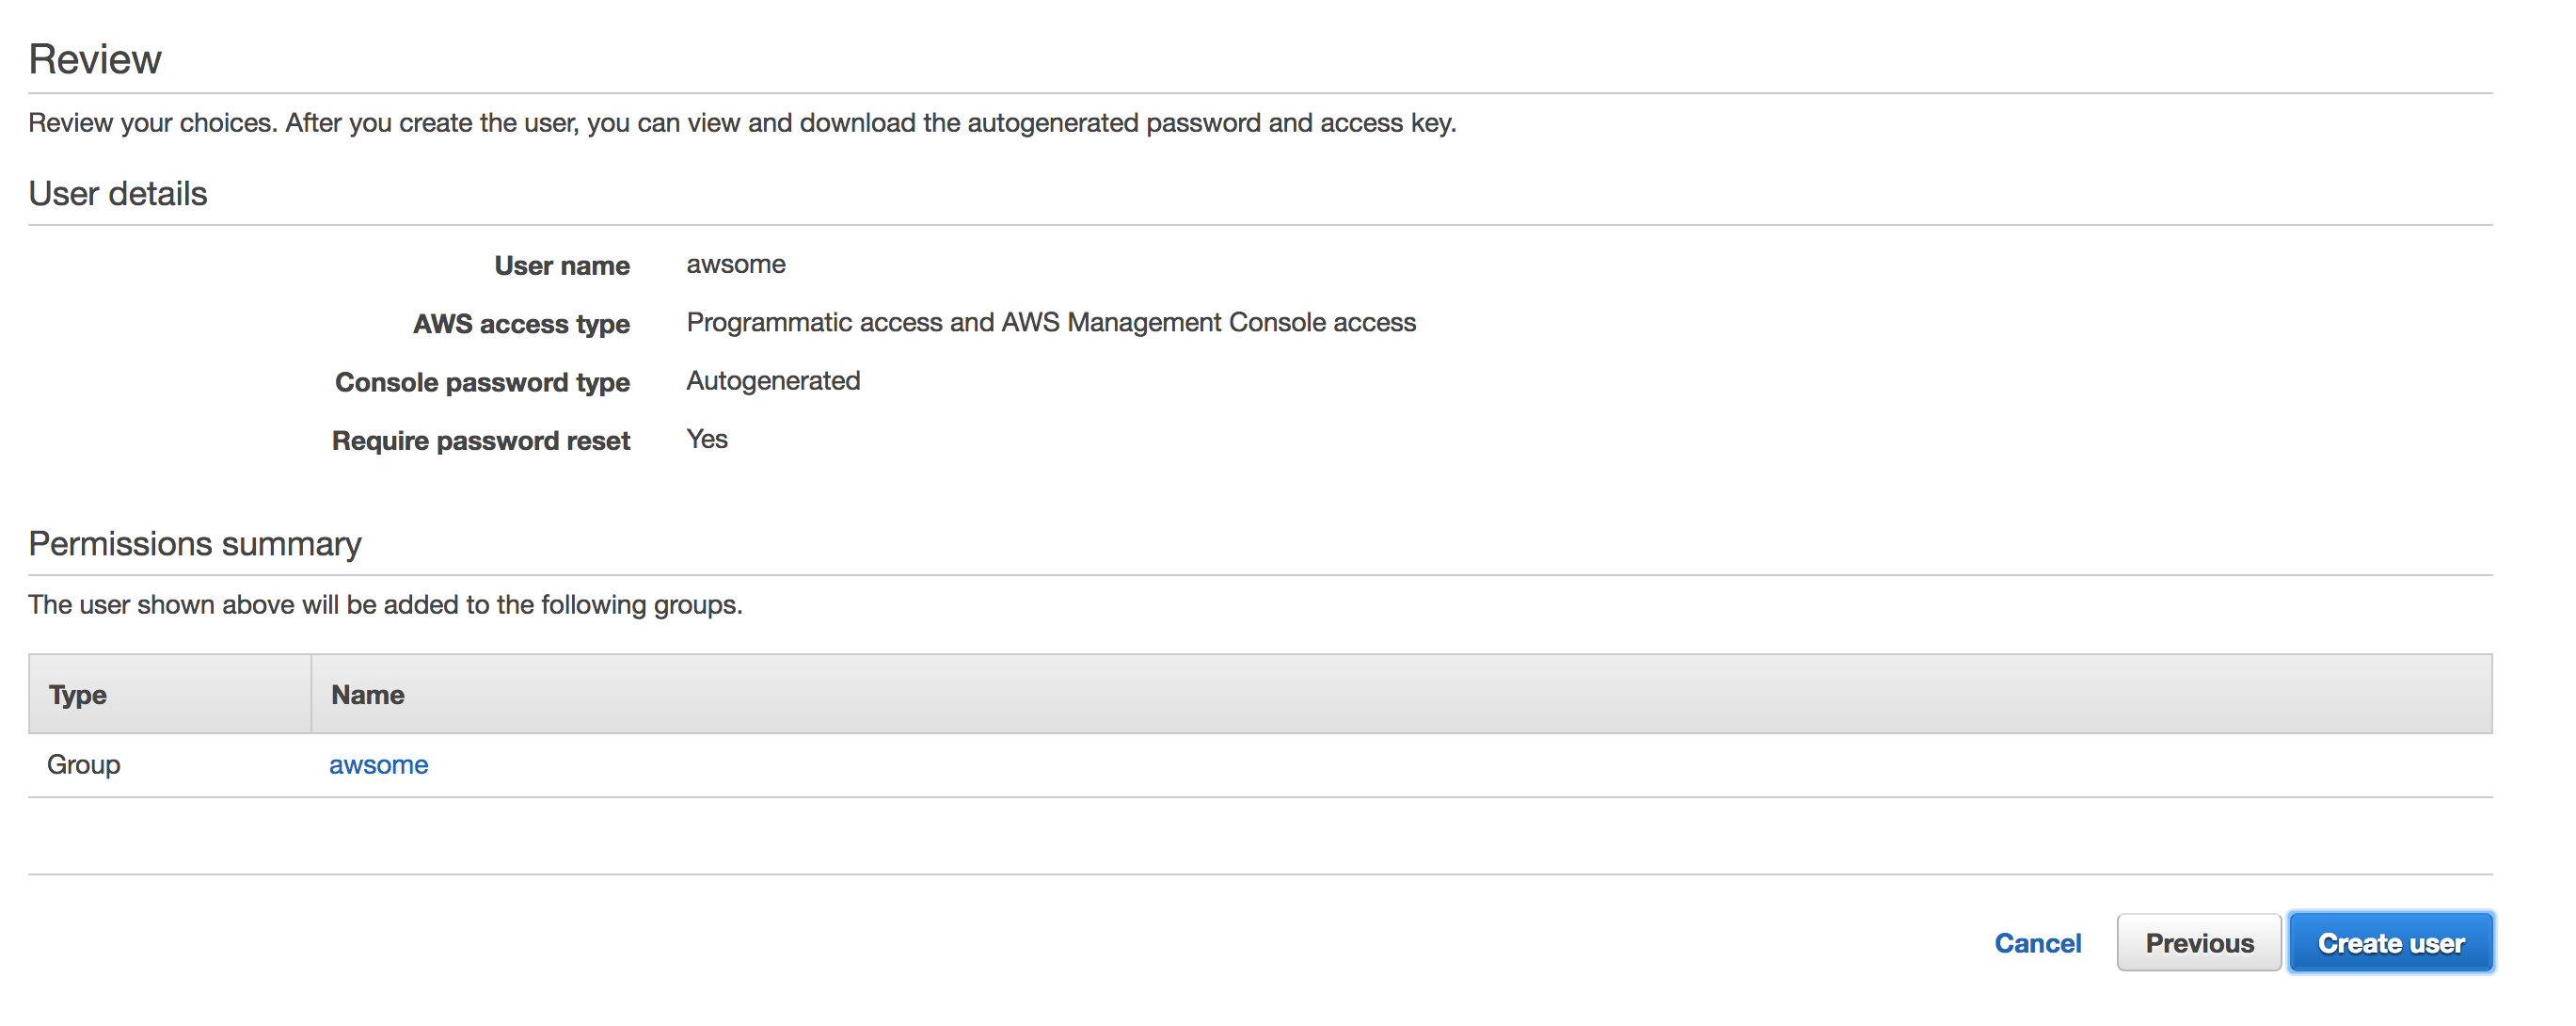 Review
Review your choices. After you create the user, you can view and download the autogenerated password and access key.
User details
User name awsome
AWS access type Programmatic access and AWS Management Console access
Console password type Autogenerated
Require password reset Yes
Permissions summary
The user shown above will be added to the following groups.
Type Name
Group awsome
Cancel Previous Create user